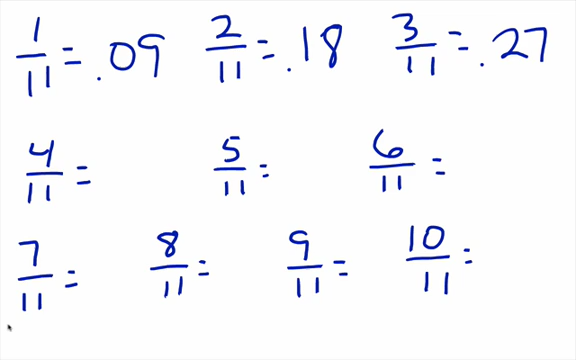 1/11 = .09 2/11 = .18 3/11 = .27
4/11 = 5/11 = 6/11 =
7/11 = 8/11 = 9/11 = 10/11 =